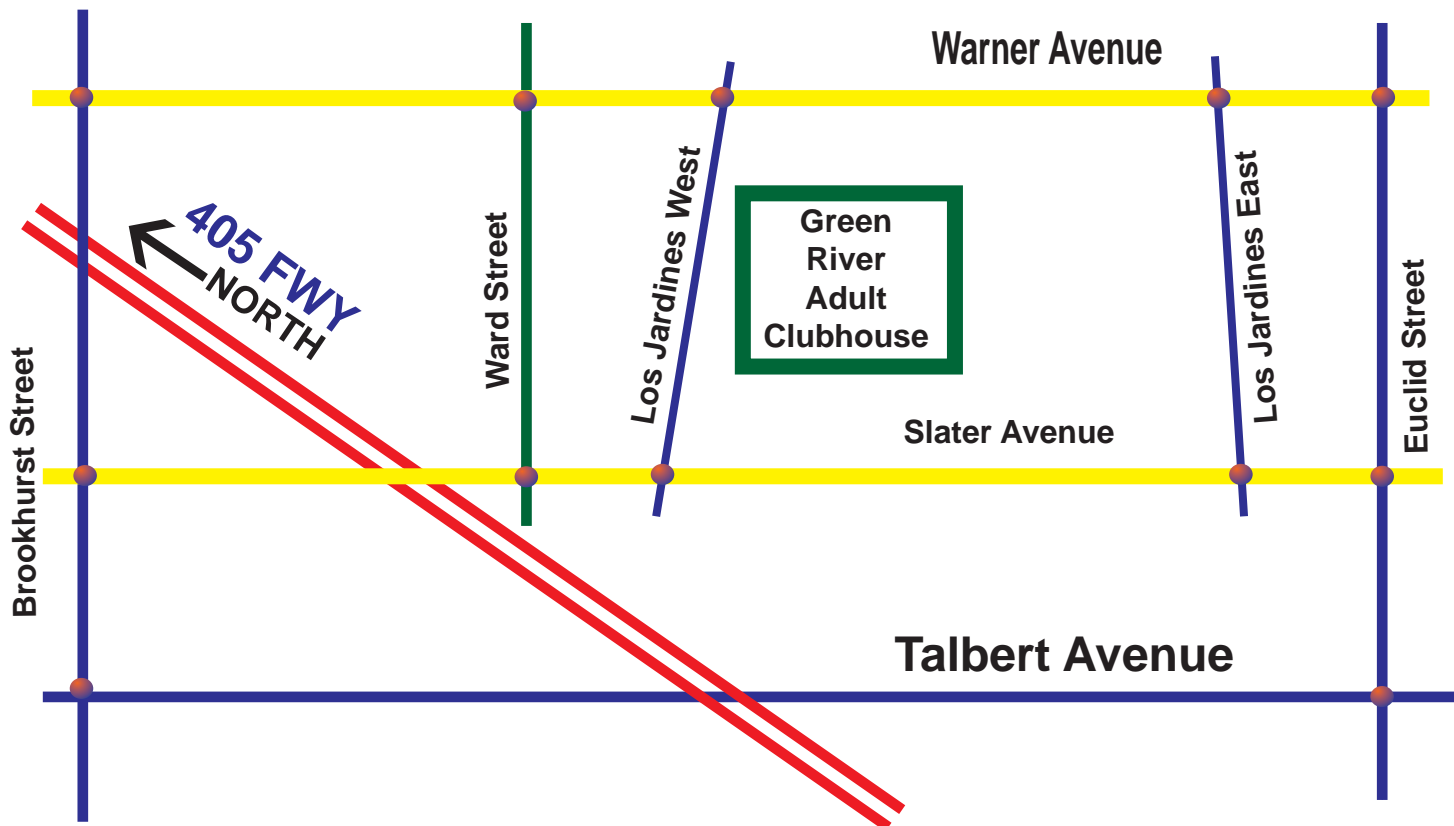 Warner Avenue
405 FWY
NORTH
Ward Street
Los Jardines West
Green
River
Adult
Clubhouse
Los Jardines East
Euclid Street
Brookhurst Street
Slater Avenue
Talbert Avenue